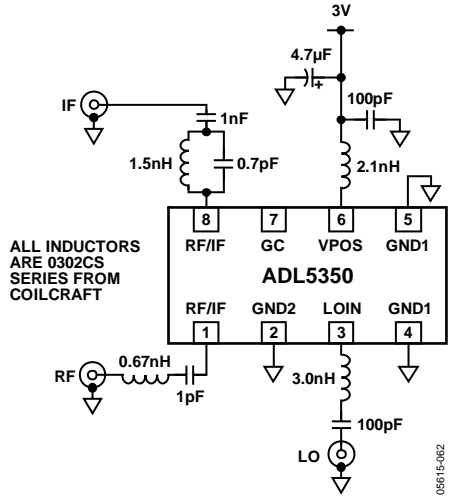 3V
4.7µF
+
IF
100pF
1nF
1.5nH
0.7pF
2.1nH
8
7
6
5
RF/IF
GC
VPOS
GND1
ALL INDUCTORS
ARE 0302CS
SERIES FROM
COILCRAFT
ADL5350
RF/IF
GND2
LOIN
GND1
1
2
3
4
RF
0.67nH
1pF
3.0nH
100pF
LO
05615-062